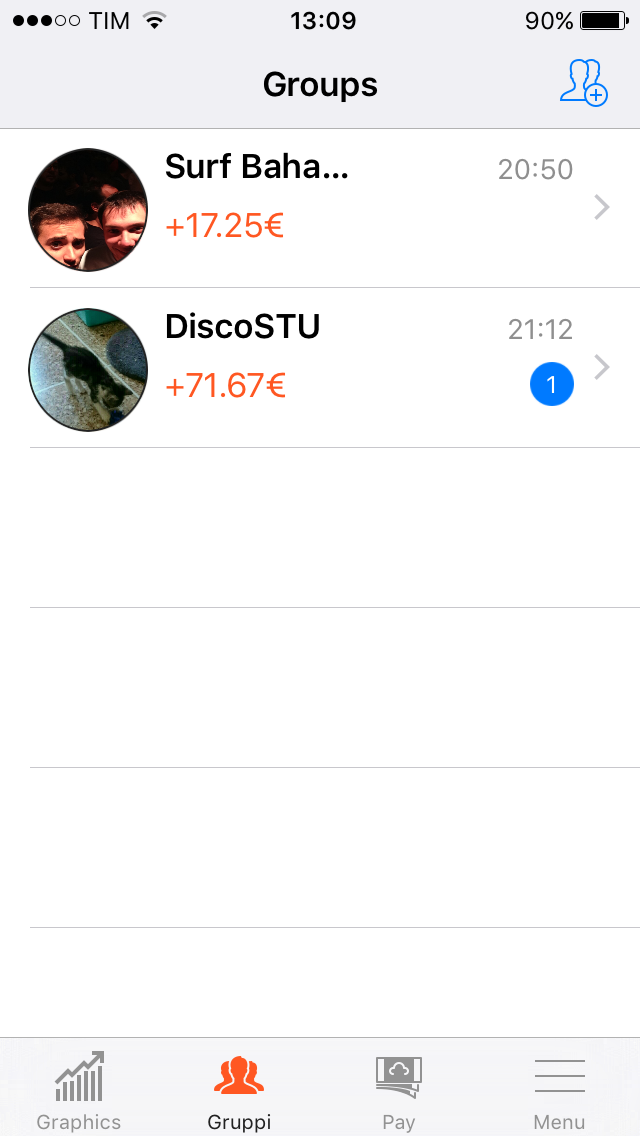 TIM 13:09 90%
Groups
Surf Baha... 20:50
+17.25€
DiscoSTU 21:12
+71.67€ 1
Graphics Gruppi Pay Menu